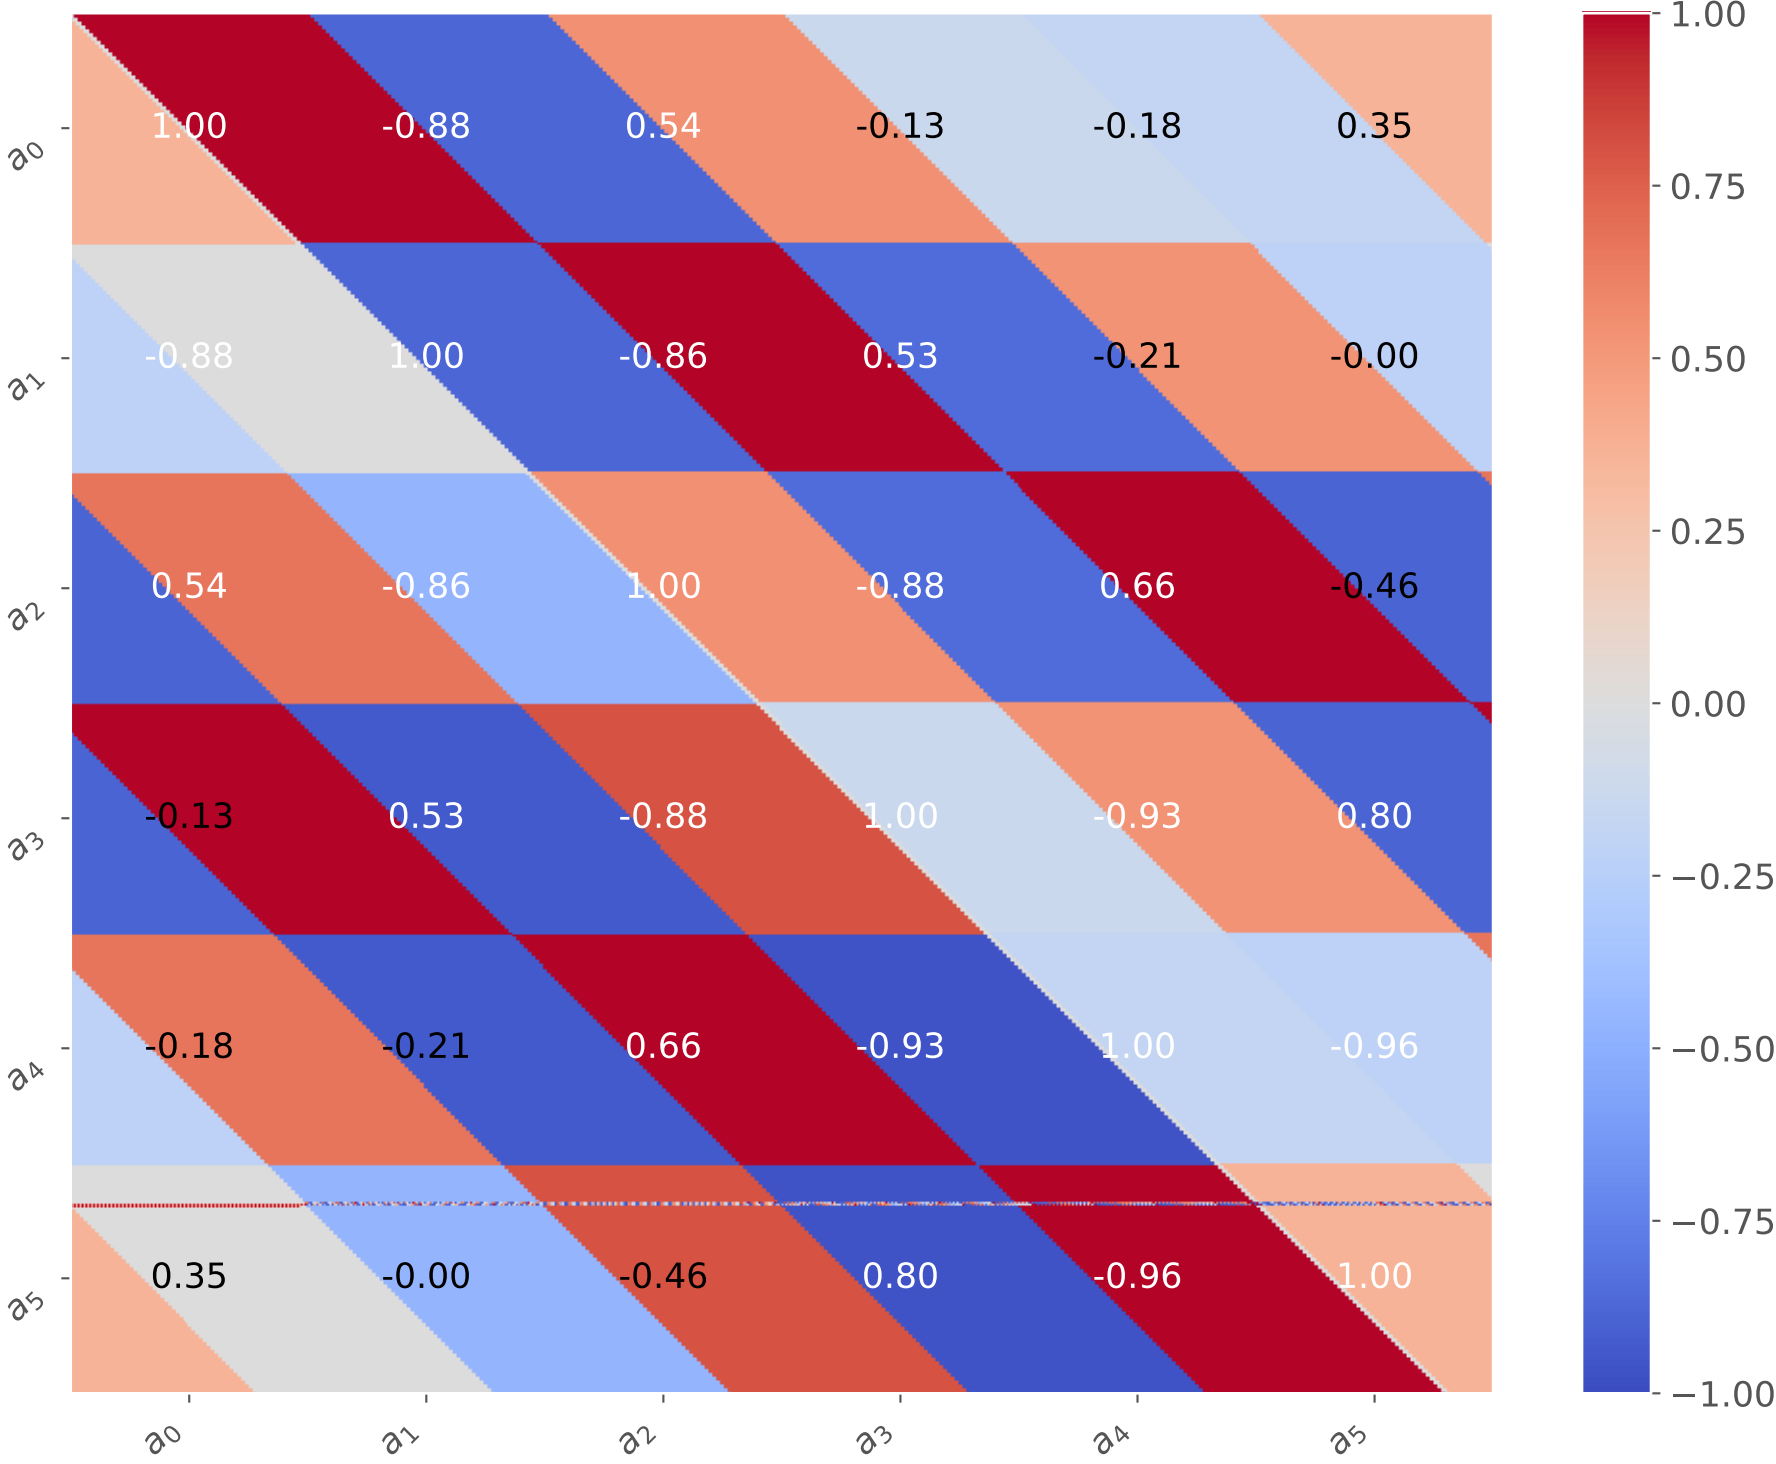 1.00
a0 1.00 -0.88 0.54 -0.13 -0.18 0.35
0.75
a1 -0.88 1.00 -0.86 0.53 -0.21 -0.00
0.50
0.25
a2 0.54 -0.86 1.00 -0.88 0.66 -0.46
0.00
a3 -0.13 0.53 -0.88 1.00 -0.93 0.80
−0.25
a4 -0.18 -0.21 0.66 -0.93 1.00 -0.96
−0.50
−0.75
a5 0.35 -0.00 -0.46 0.80 -0.96 1.00
−1.00
a0 a1 a2 a3 a4 a5